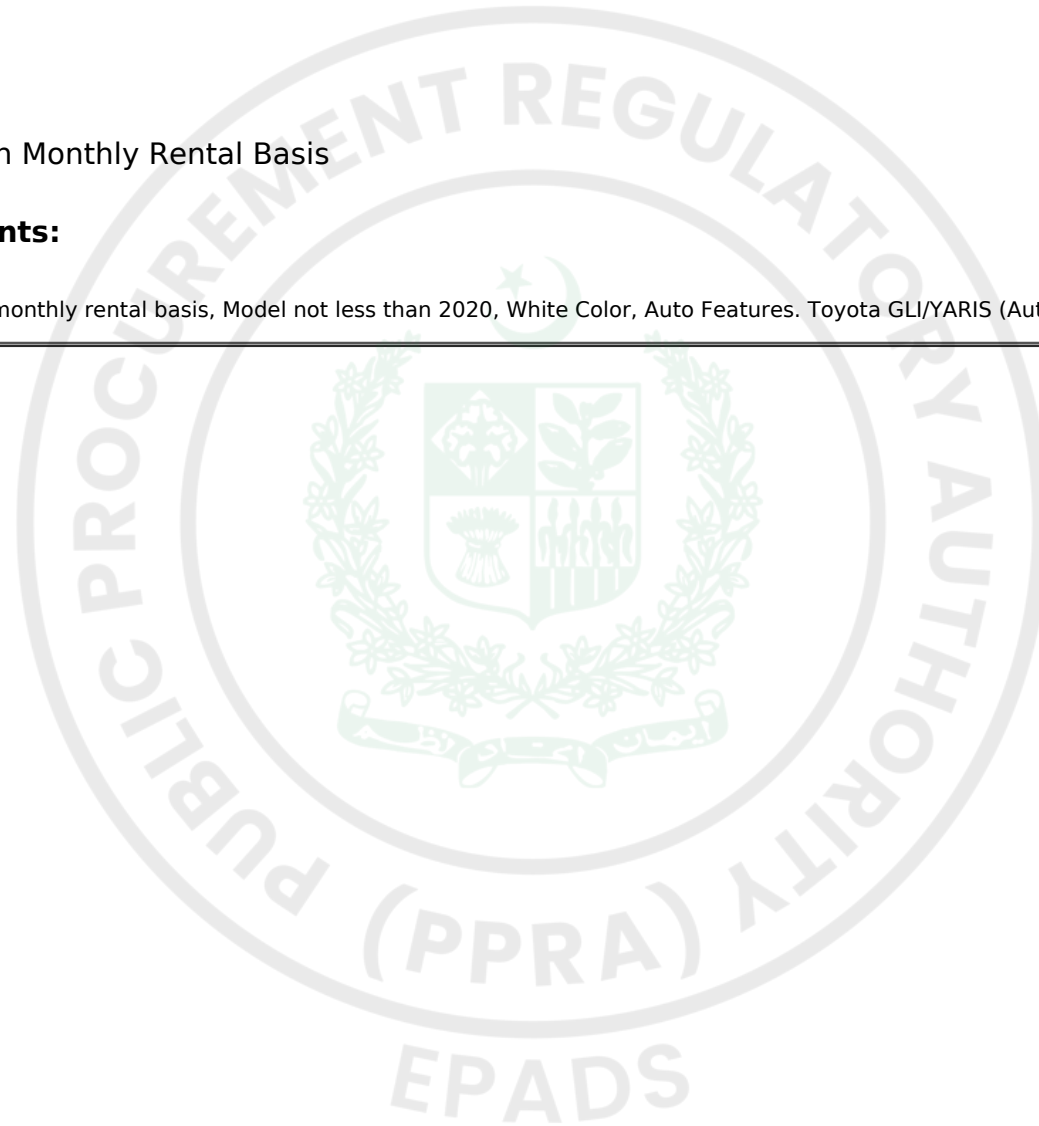 n Monthly Rental Basis
nts:
monthly rental basis, Model not less than 2020, White Color, Auto Features. Toyota GLI/YARIS (Aut
PUBLIC PROCUREMENT REGULATORY AUTHORITY
(PPRA)
EPADS